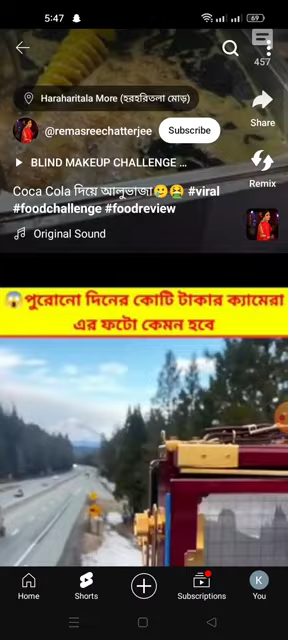 5:47
69
457
Haraharitala More (হরহরিতলা মোড়)
Share
@remasreechatterjee
Subscribe
BLIND MAKEUP CHALLENGE ...
Remix
Coca Cola দিয়ে আলুভাজা🤢🤮 #viral
#foodchallenge #foodreview
Original Sound
😱পুরোনো দিনের কোটি টাকার ক্যামেরা
এর ফটো কেমন হবে
Home
Shorts
Subscriptions
K
You